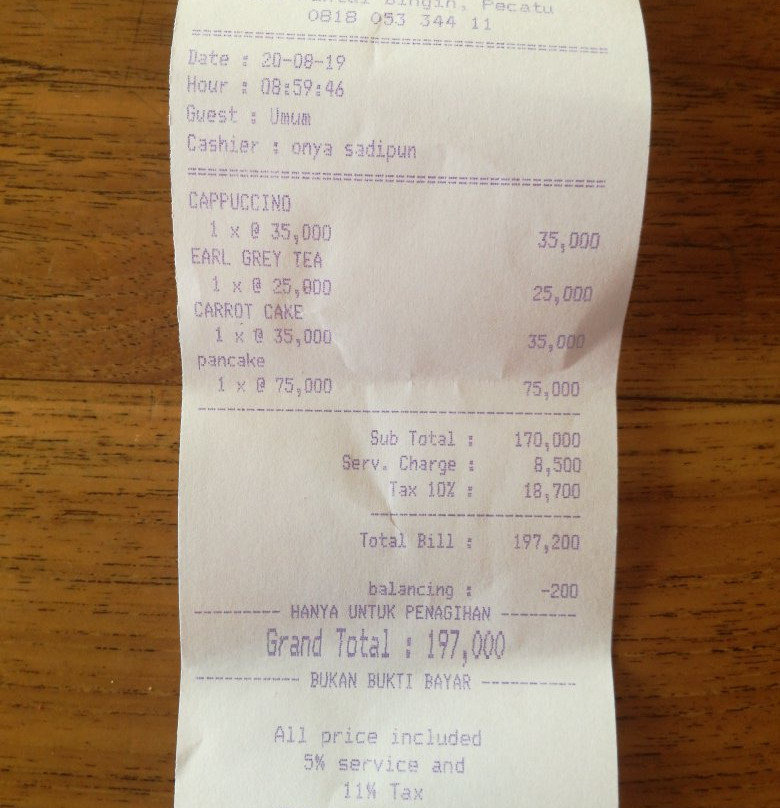 Bingin, Pecatu
0818 053 344 11
Date : 20-08-19
Hour : 08:59:46
Guest : Umum
Cashier : onya sadipun
CAPPUCCINO
1 x @ 35,000 35,000
EARL GREY TEA
1 x @ 25,000 25,000
CARROT CAKE
1 x @ 35,000 35,000
pancake
1 x @ 75,000 75,000
Sub Total : 170,000
Serv. Charge : 8,500
Tax 10% : 18,700
Total Bill : 197,200
balancing : -200
HANYA UNTUK PENAGIHAN
Grand Total : 197,000
BUKAN BUKTI BAYAR
All price included
5% service and
11% Tax